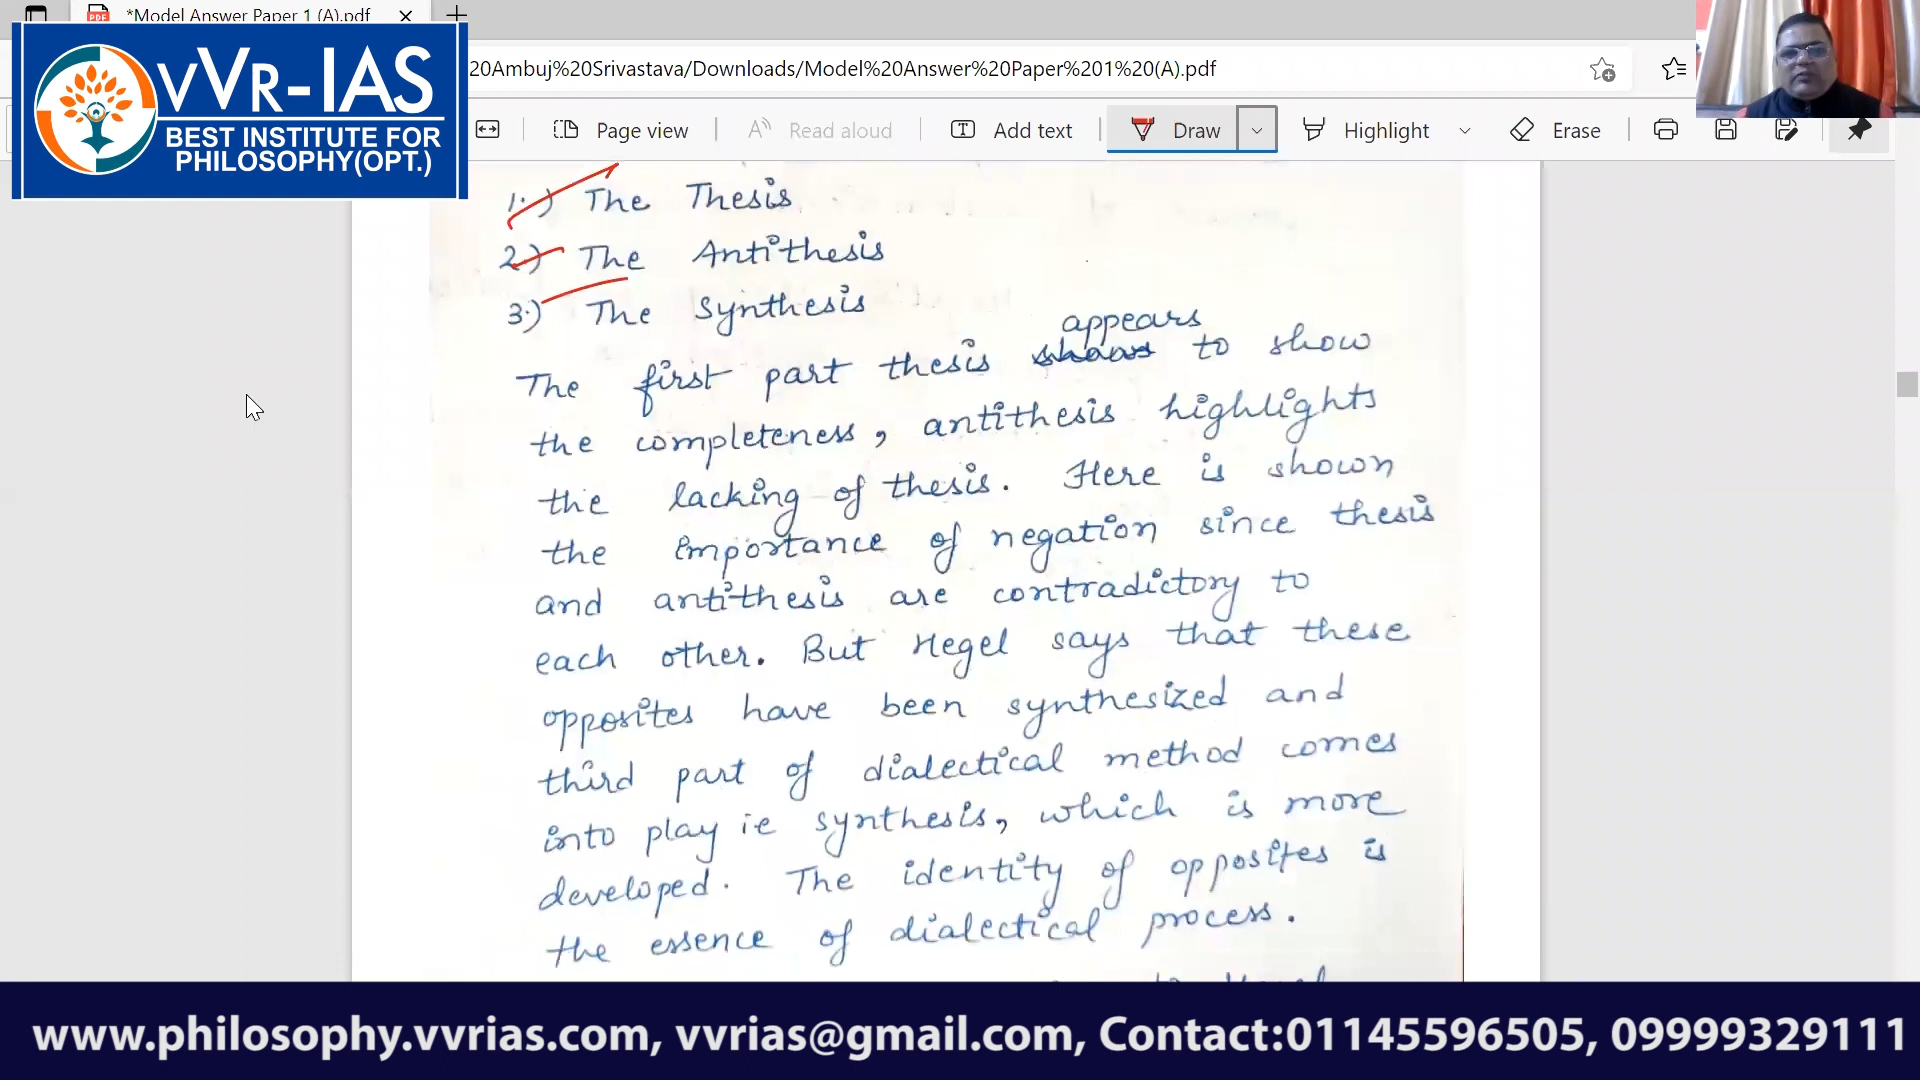 *Model Answer Paper 1 (A).pdf
vVR-IAS
BEST INSTITUTE FOR
PHILOSOPHY(OPT.)
20Ambuj%20Srivastava/Downloads/Model%20Answer%20Paper%201%20(A).pdf
Page view Read aloud Add text Draw Highlight Erase
1.) The Thesis
2.) The Antithesis
3.) The Synthesis
appears
The first part thesis shows to show
the completeness, antithesis highlights
the lacking of thesis. Here is shown
the importance of negation since thesis
and antithesis are contradictory to
each other. But Hegel says that these
opposites have been synthesized and
third part of dialectical method comes
into play ie synthesis, which is more
developed. The identity of opposites is
the essence of dialectical process.
www.philosophy.vvrias.com, vvrias@gmail.com, Contact:01145596505, 09999329111